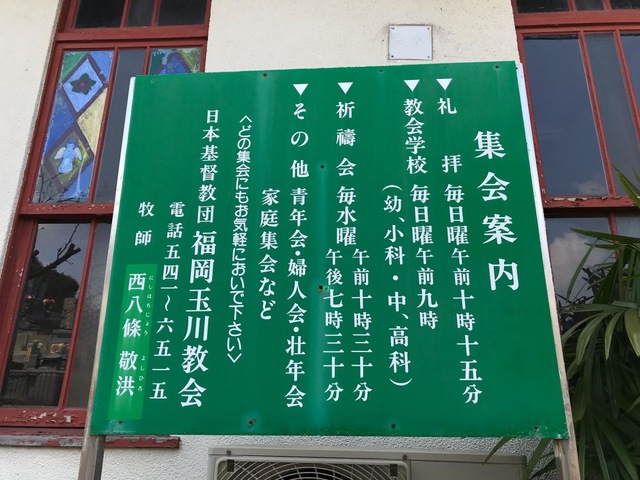 集会案内
▼礼拝 毎日曜午前十時十五分
▼教会学校 毎日曜午前九時
(幼、小科・中、高科)
▼祈禱会 毎水曜 午前十時三十分
午後七時三十分
▼その他 青年会・婦人会・壮年会
家庭集会など
〈どの集会にもお気軽においで下さい〉
日本基督教団 福岡玉川教会
電話五四一〜六五一五
牧師 西八條敬洪
にしはちじょう よしひろ